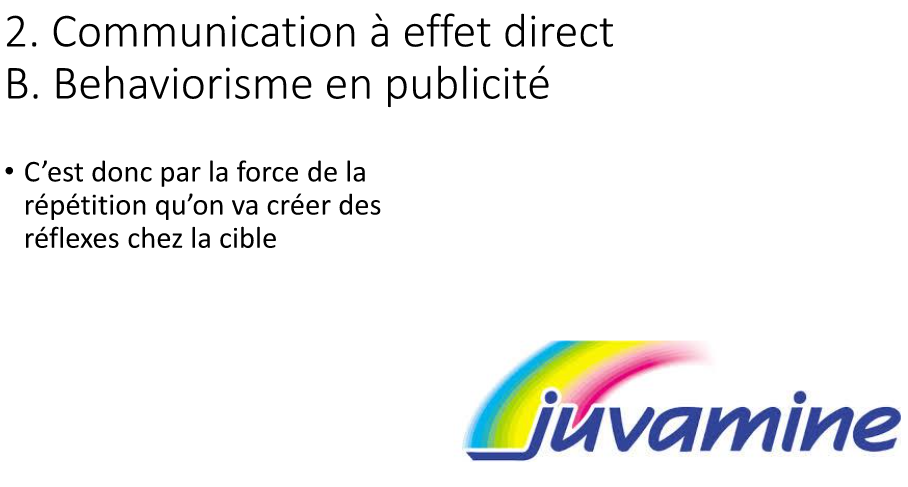 2. Communication à effet direct
B. Behaviorisme en publicité
• C’est donc par la force de la
répétition qu’on va créer des
réflexes chez la cible
juvamine